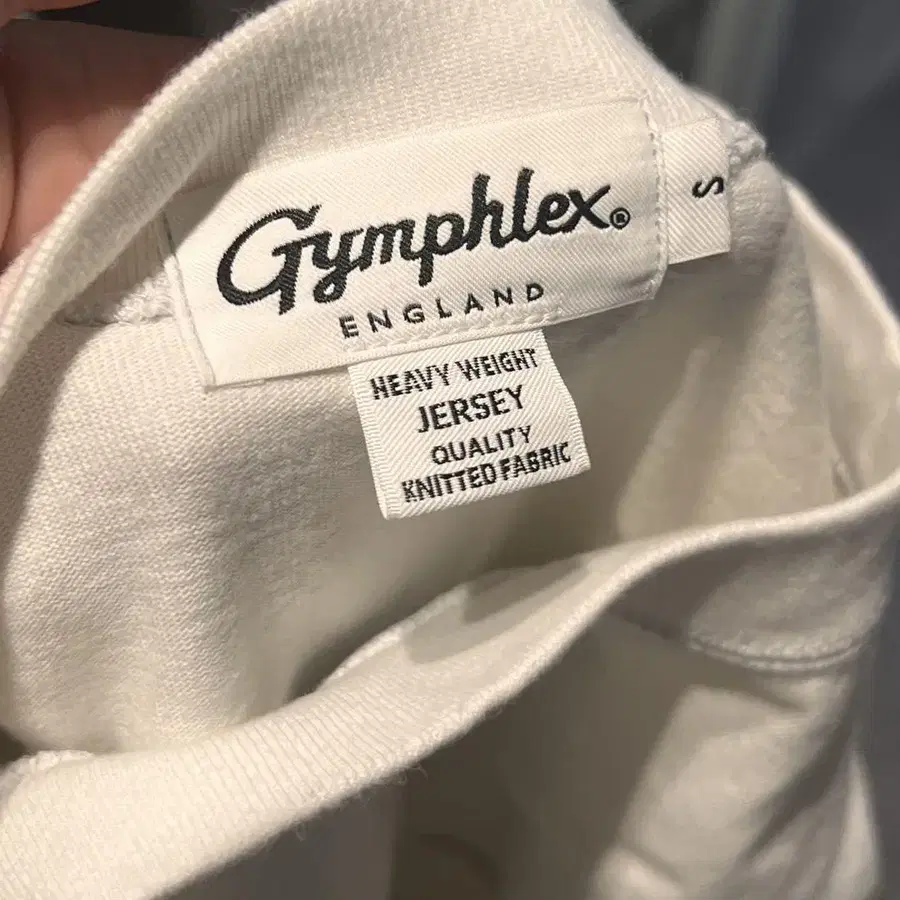 Gymphlex®
S
ENGLAND
HEAVY WEIGHT
JERSEY
QUALITY
KNITTED FABRIC